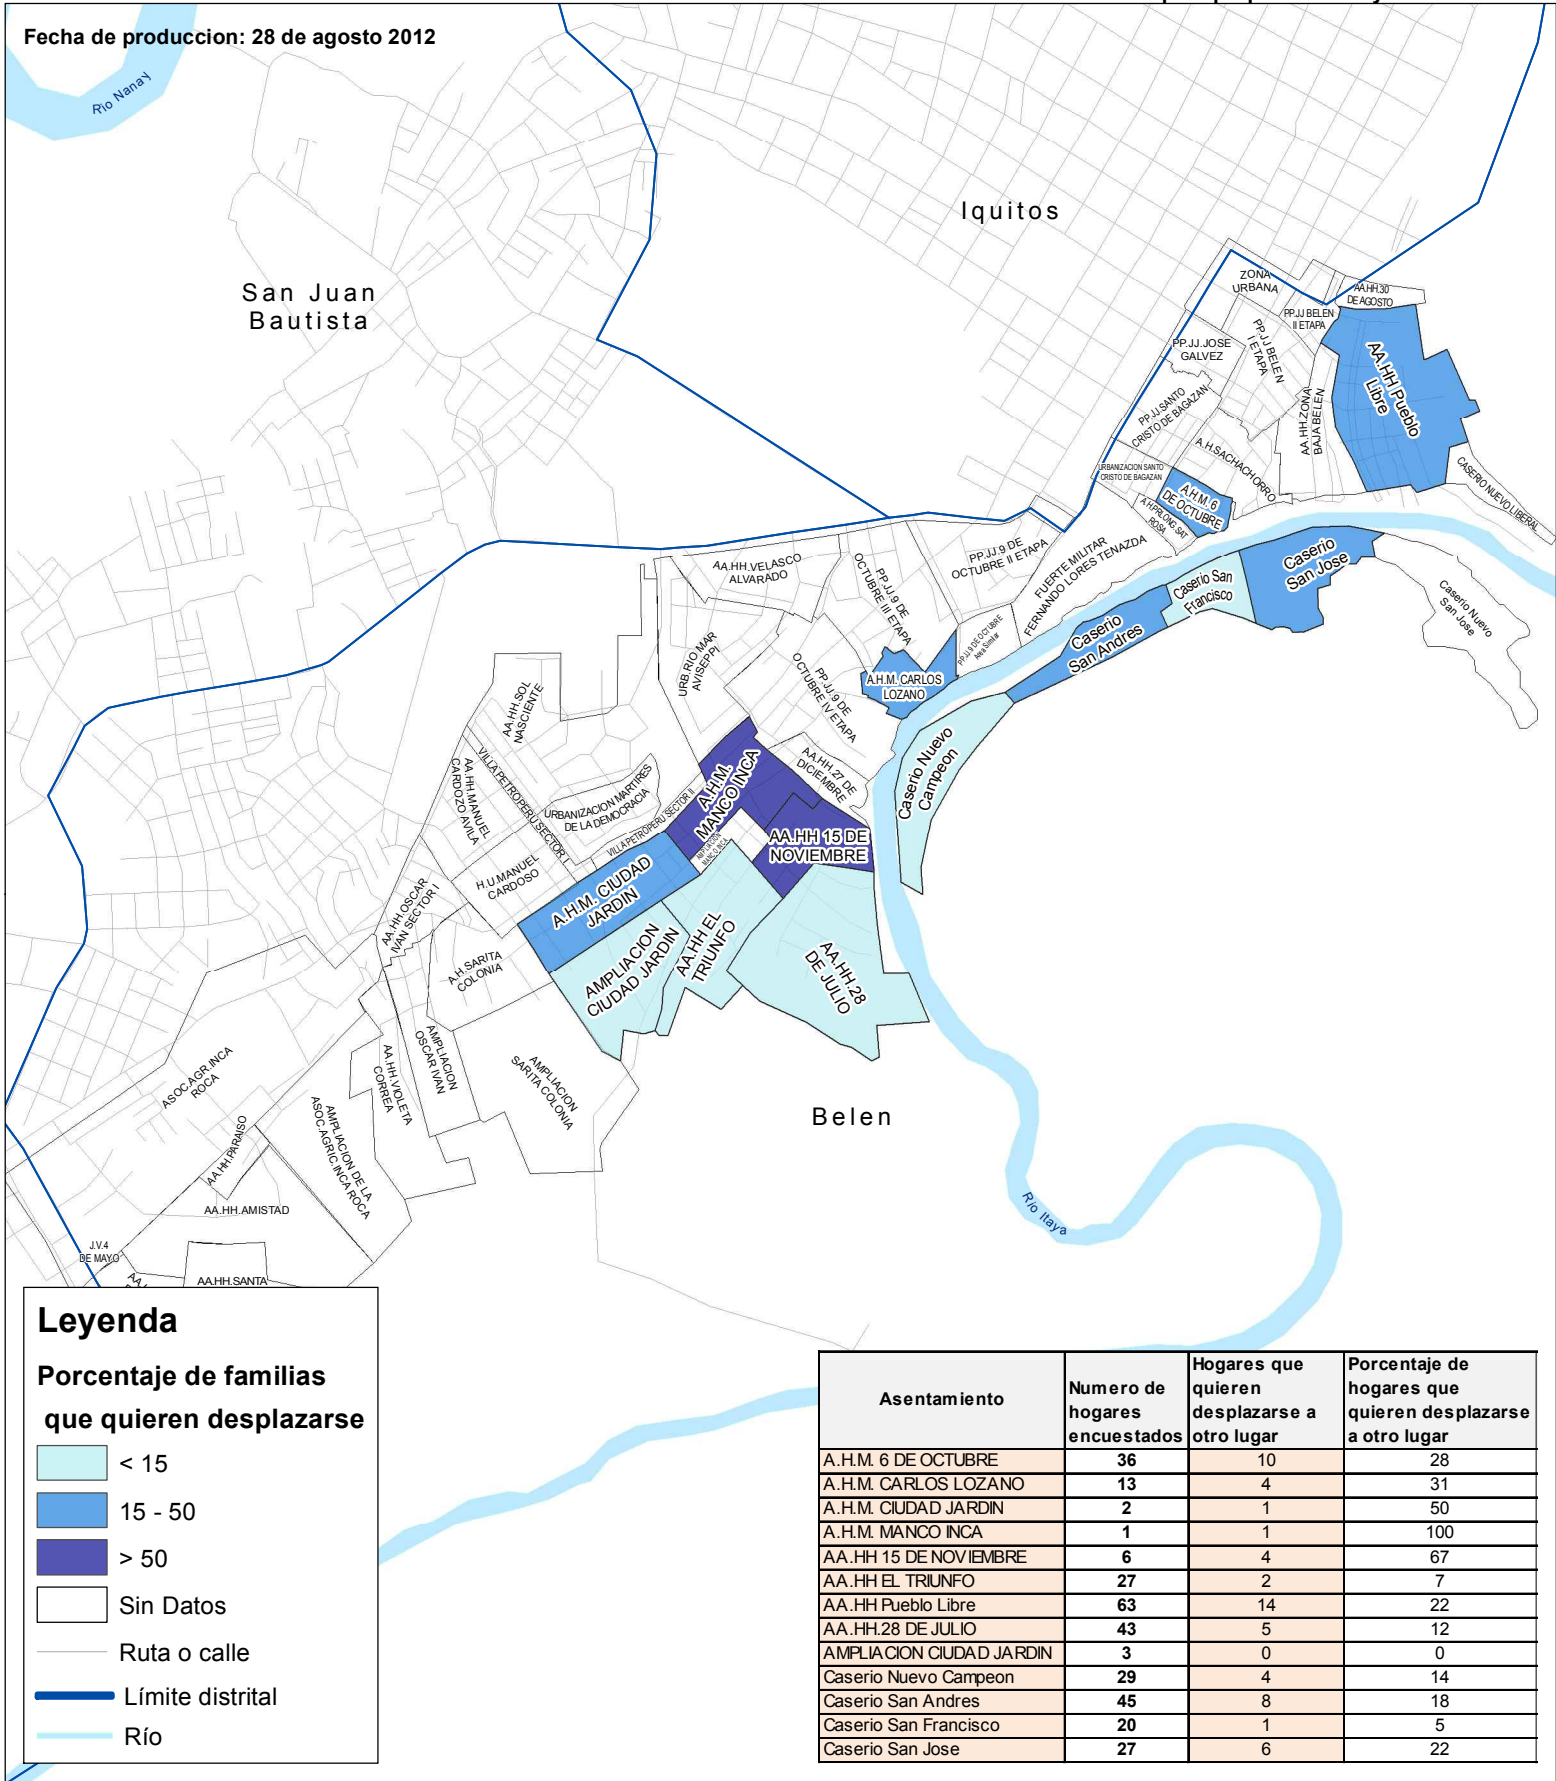 Fecha de produccion: 28 de agosto 2012
Rio Nanay
Iquitos
San Juan
Bautista
ZONA
URBANA
AA.HH.30
DE AGOSTO
PP.JJ BELEN
II ETAPA
PP.JJ.JOSE
GALVEZ
PP.JJ BELEN
I ETAPA
AA.HH Pueblo
Libre
PP.JJ.SANTO
CRISTO DE BAGAZAN
AA.HH.ZONA
BAJA BELEN
A.H.SACHACHORRO
URBANIZACION SANTO
CRISTO DE BAGAZAN
CASERIO NUEVO LIBERAL
A.H.M. 6
DE OCTUBRE
A.H.PRLONG. SAT
ROSA
PP.JJ.9 DE
OCTUBRE II ETAPA
FUERTE MILITAR
FERNANDO LORES TENAZDA
AA.HH.VELASCO
ALVARADO
PP.JJ.9 DE
OCTUBRE III ETAPA
Caserio
San Jose
Caserio San
Francisco
Caserio Nuevo
San Jose
Caserio
San Andres
PP.JJ.9 DE OCTUBRE
Area Similar
URB.RIO MAR
AVISEPPI
PP.JJ.9 DE
OCTUBRE IV ETAPA
A.H.M. CARLOS
LOZANO
AA.HH.SOL
NASCIENTE
Caserio Nuevo
Campeon
AA.HH.27 DE
DICIEMBRE
A.H.M.
MANCO INCA
VILLA PETROPERU SECTOR I
AA.HH.MANUEL
CARDOZO AVILA
URBANIZACION MARTIRES
DE LA DEMOCRACIA
VILLA PETROPERU SECTOR II
AMPLIACION
MANCO INCA
AA.HH 15 DE
NOVIEMBRE
H.U.MANUEL
CARDOSO
A.H.M. CIUDAD
JARDIN
AA.HH.OSCAR
IVAN SECTOR I
A.H.SARITA
COLONIA
AMPLIACION
CIUDAD JARDIN
AA.HH EL
TRIUNFO
AA.HH.28
DE JULIO
AMPLIACION
OSCAR IVAN
AA.HH.VIOLETA
CORREA
AMPLIACION
SARITA COLONIA
ASOC.AGR.INCA
ROCA
AMPLIACION DE LA
ASOC.AGRIC.INCA ROCA
AA.HH.PARAISO
Belen
AA.HH.AMISTAD
Río Itaya
J.V.4
DE MAYO
AA.HH.SANTA
Leyenda
Porcentaje de familias
que quieren desplazarse
< 15
15 - 50
> 50
Sin Datos
Ruta o calle
Límite distrital
Río
Asentamiento Numero de hogares encuestados Hogares que quieren desplazarse a otro lugar Porcentaje de hogares que quieren desplazarse a otro lugar
A.H.M. 6 DE OCTUBRE 36 10 28
A.H.M. CARLOS LOZANO 13 4 31
A.H.M. CIUDAD JARDIN 2 1 50
A.H.M. MANCO INCA 1 1 100
AA.HH 15 DE NOVIEMBRE 6 4 67
AA.HH EL TRIUNFO 27 2 7
AA.HH Pueblo Libre 63 14 22
AA.HH.28 DE JULIO 43 5 12
AMPLIACION CIUDAD JARDIN 3 0 0
Caserio Nuevo Campeon 29 4 14
Caserio San Andres 45 8 18
Caserio San Francisco 20 1 5
Caserio San Jose 27 6 22